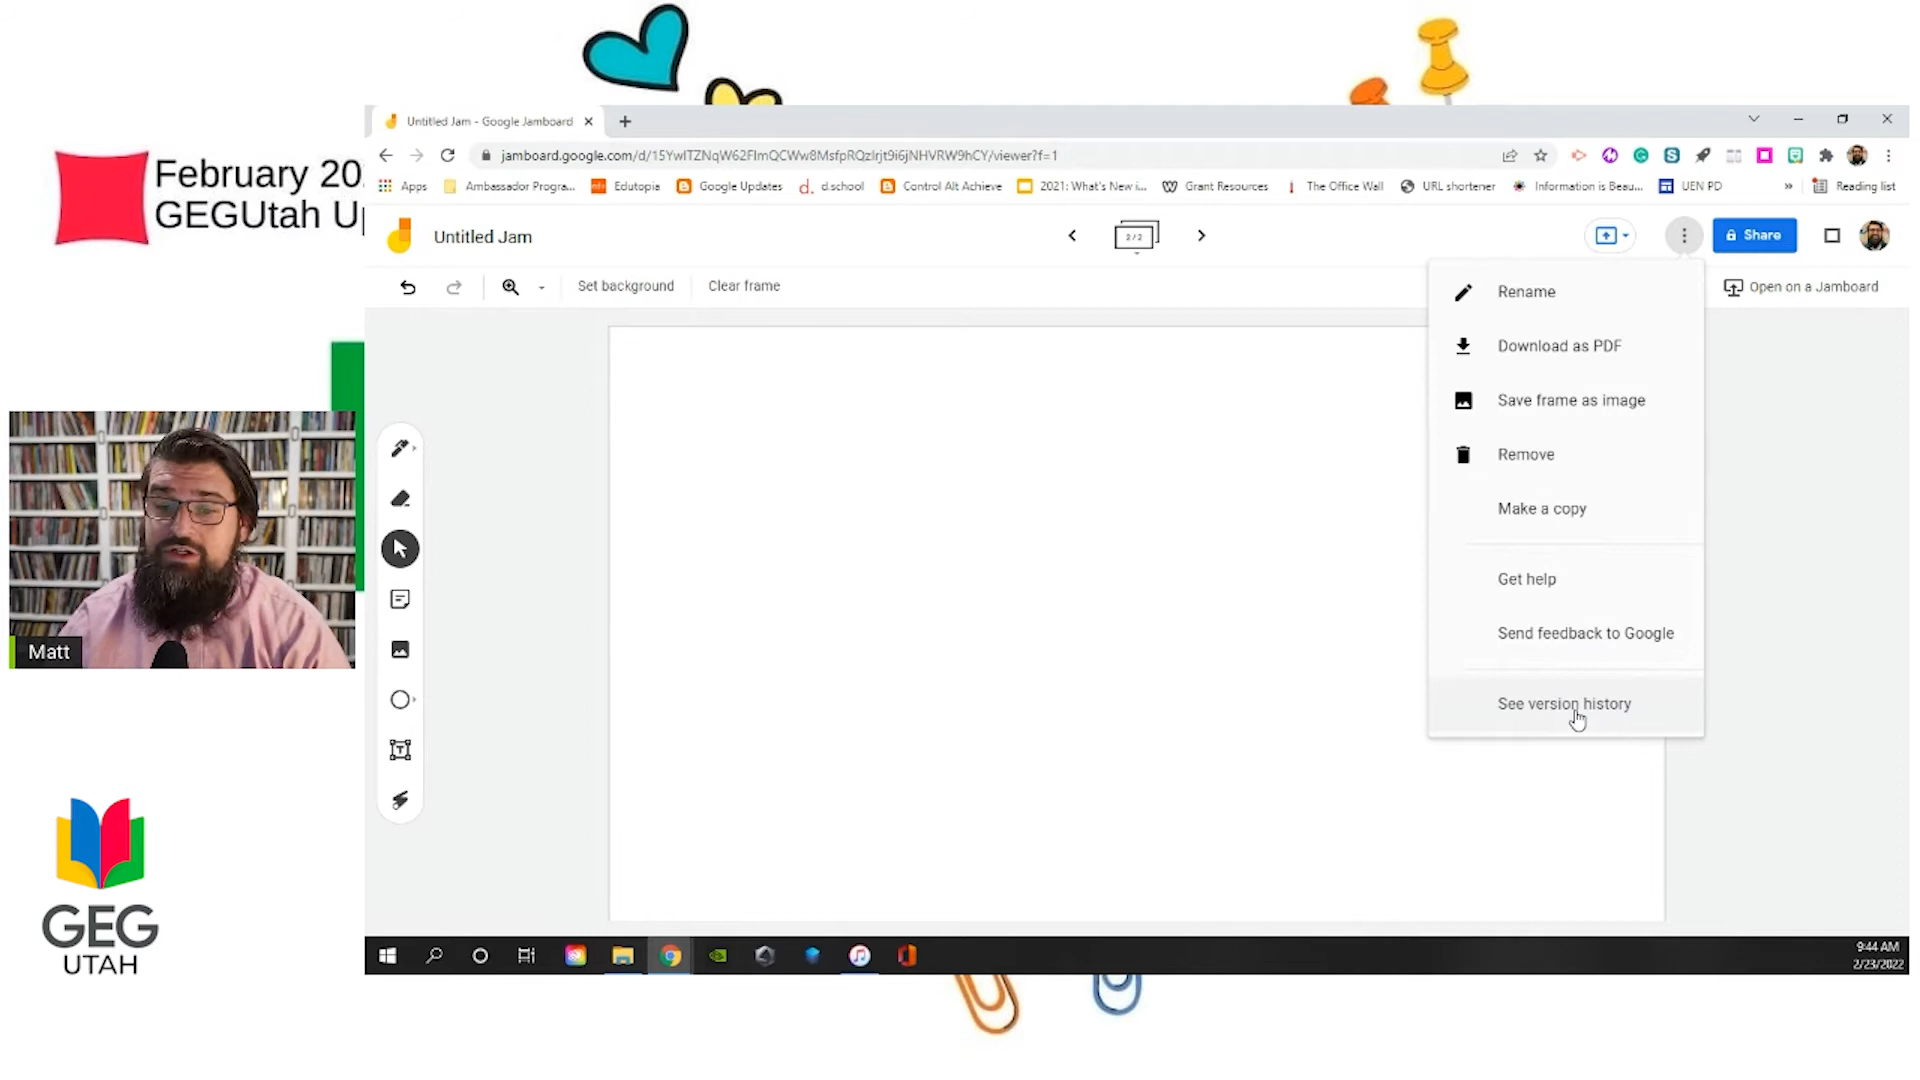 February 20
GEGUtah Up
Untitled Jam - Google Jamboard
jamboard.google.com/d/15YwITZNqW62FImQCWw8MsfpRQzIrjt9i6jNHVRW9hCY/viewer?f=1
Apps Ambassador Progra... Edutopia Google Updates d.school Control Alt Achieve 2021: What's New i... Grant Resources The Office Wall URL shortener Information is Beau... UEN PD » Reading list
Untitled Jam
2 / 2
Share
Set background Clear frame
Open on a Jamboard
Rename
Download as PDF
Save frame as image
Remove
Make a copy
Get help
Send feedback to Google
See version history
Matt
GEG
UTAH
9:44 AM
2/23/2022